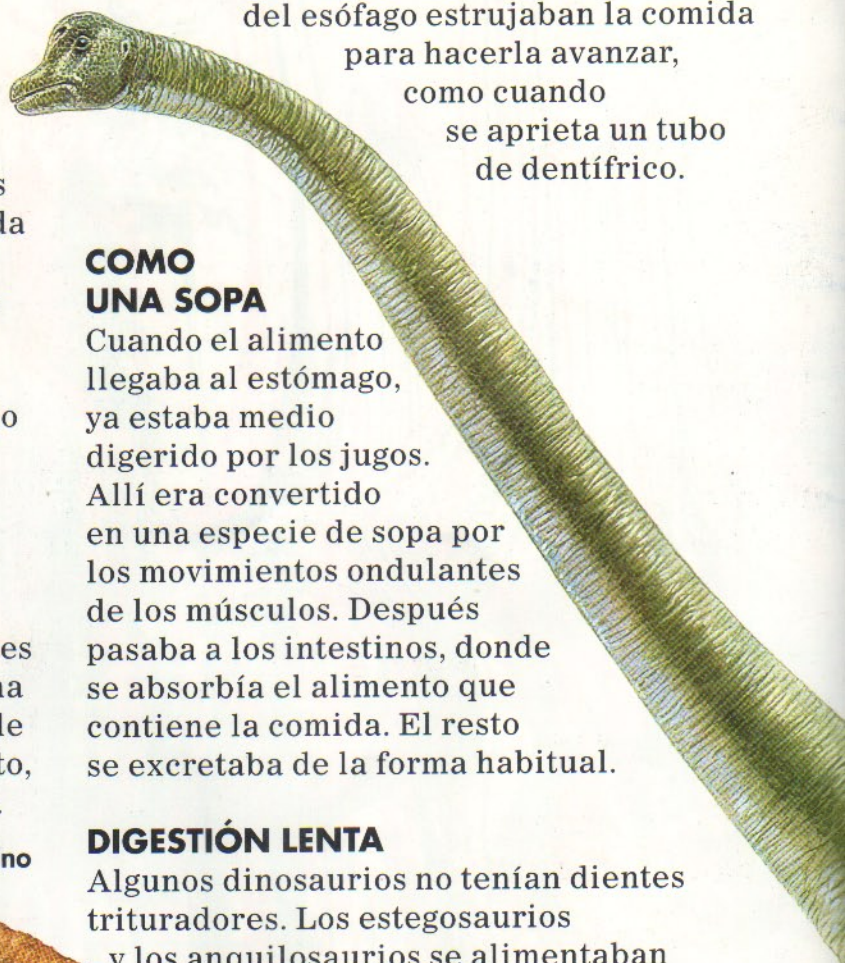 del esófago estrujaban la comida
para hacerla avanzar,
como cuando
se aprieta un tubo
de dentífrico.
COMO
UNA SOPA
Cuando el alimento
llegaba al estómago,
ya estaba medio
digerido por los jugos.
Allí era convertido
en una especie de sopa por
los movimientos ondulantes
de los músculos. Después
pasaba a los intestinos, donde
se absorbía el alimento que
contiene la comida. El resto
se excretaba de la forma habitual.
DIGESTIÓN LENTA
Algunos dinosaurios no tenían dientes
trituradores. Los estegosaurios
y los anquilosaurios se alimentaban